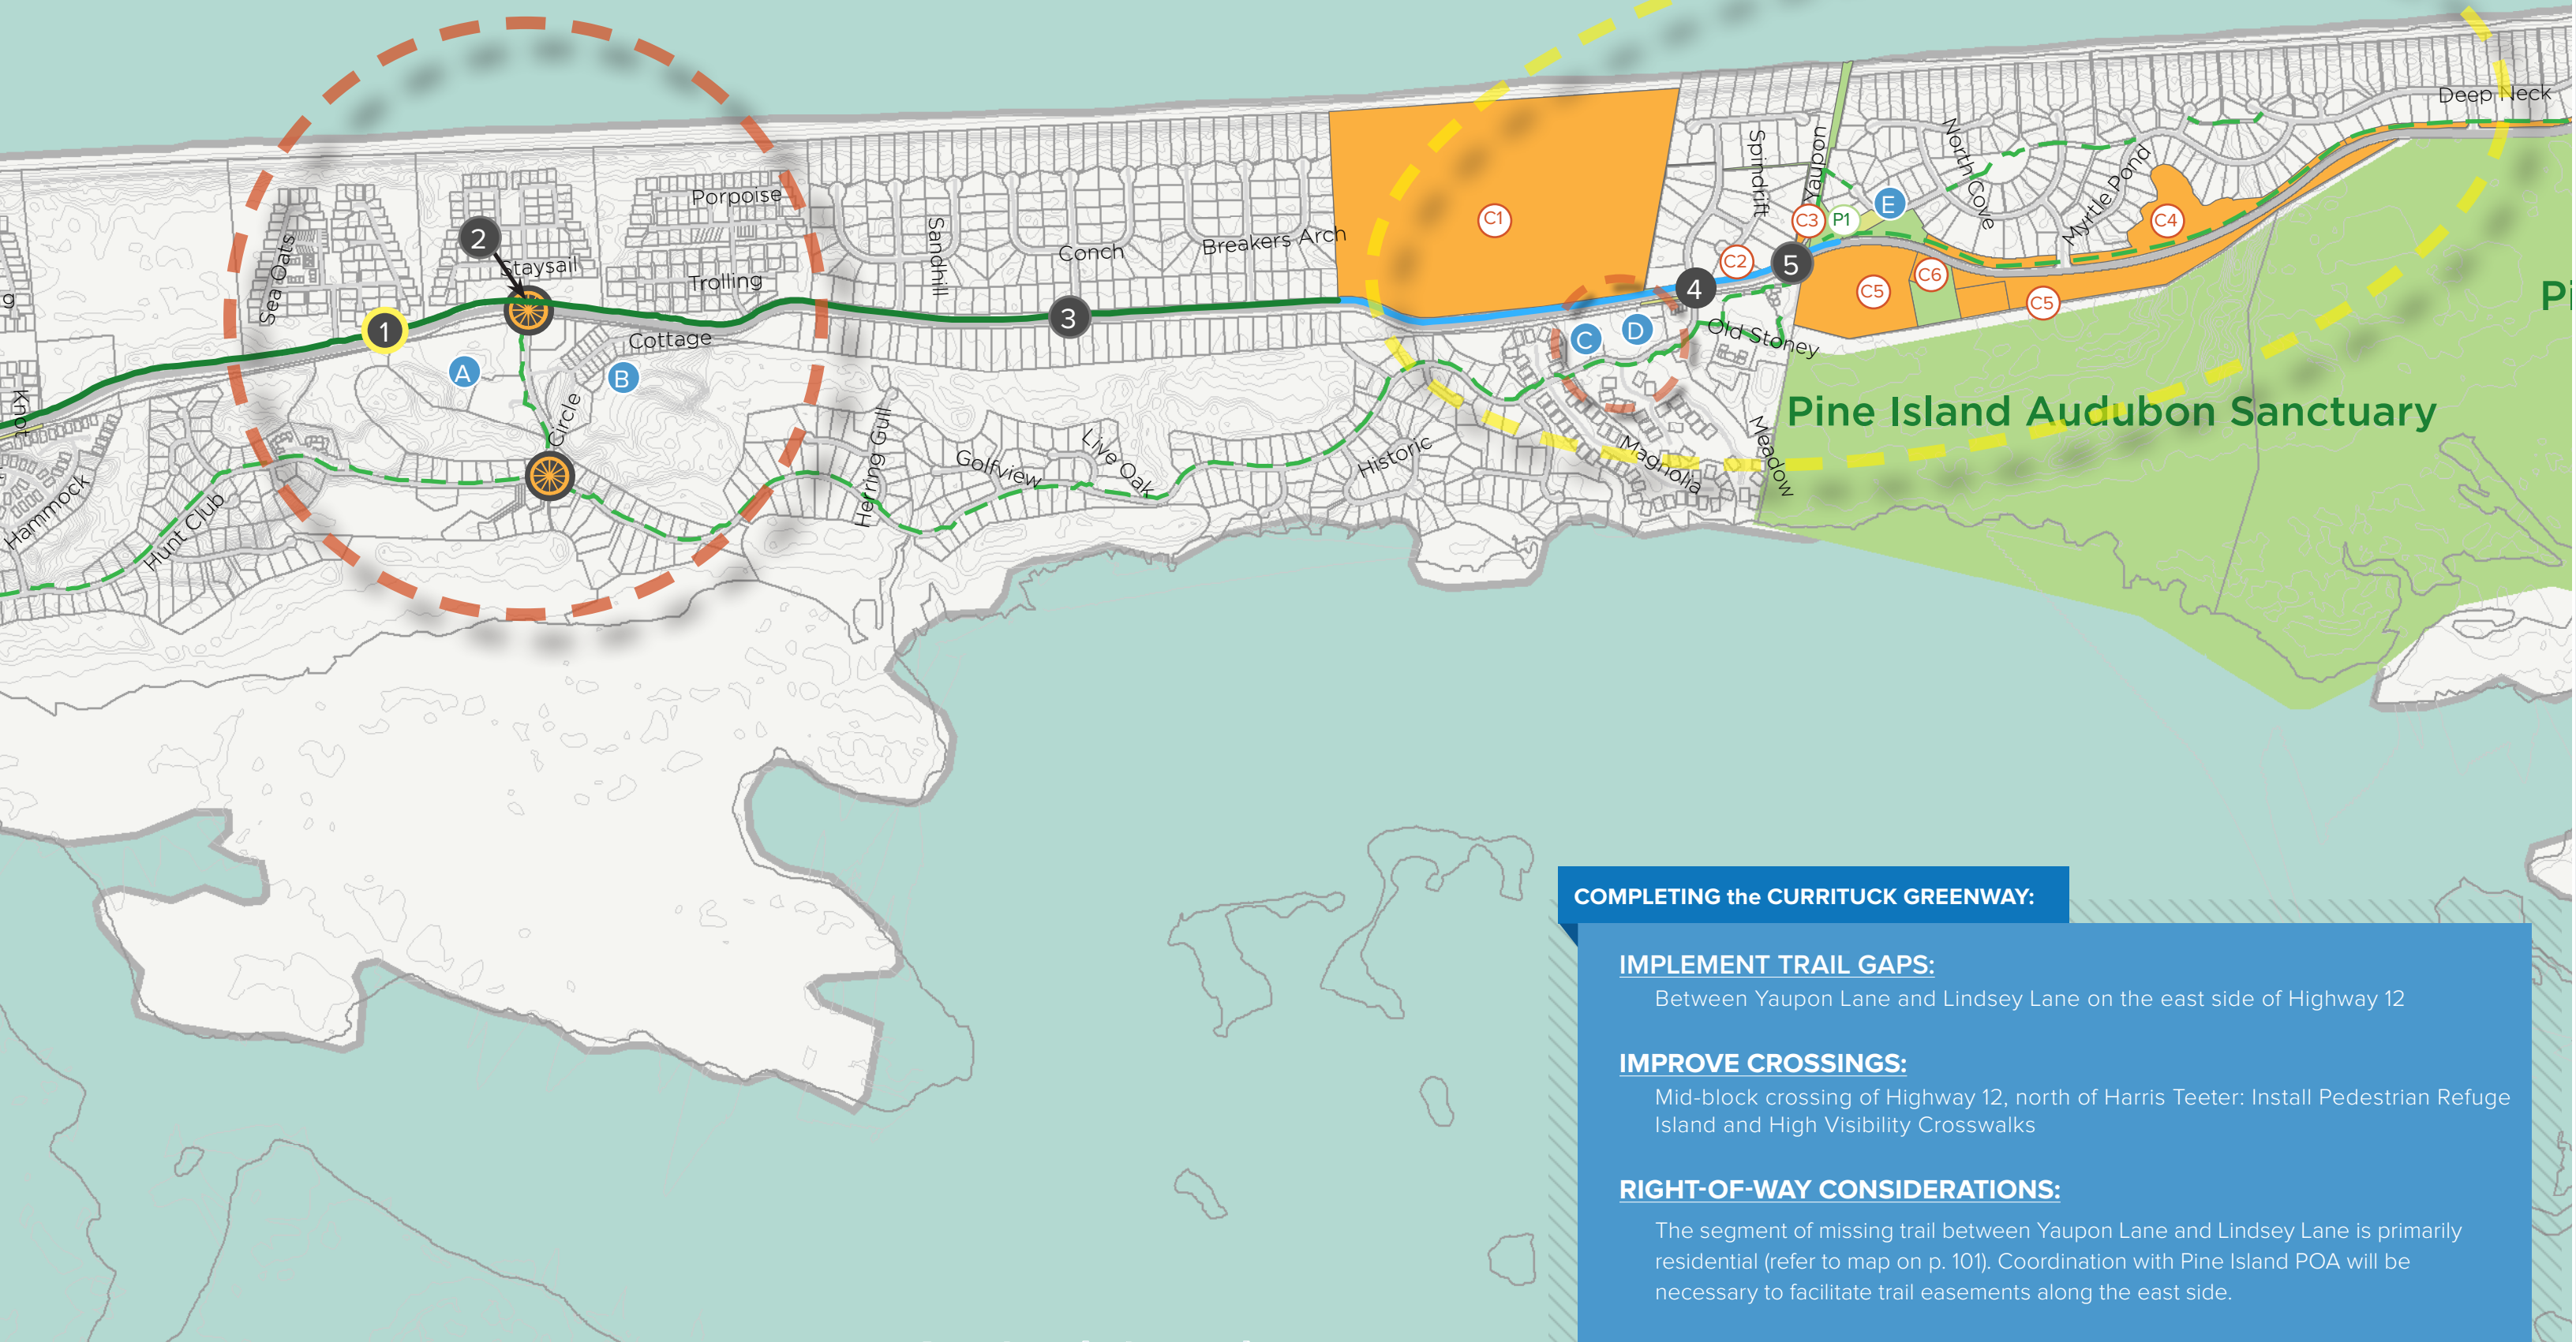 Deep Neck
Porpoise
Spindrift
Yaupon
North Cove
Myrtle Pond
Sea Oats
Sandhill
Conch
Breakers Arch
C1
C3
P1
E
C4
2
Staysail
Trolling
C2
5
C6
C5
C5
4
1
3
Cottage
C
D
Old Stoney
A
B
Knot
Circle
Pine Island Audubon Sanctuary
Hammock
Hunt Club
Herring Gull
Golfview
Live Oak
Historic
Magnolia
Meadow
COMPLETING the CURRITUCK GREENWAY:
IMPLEMENT TRAIL GAPS:
Between Yaupon Lane and Lindsey Lane on the east side of Highway 12
IMPROVE CROSSINGS:
Mid-block crossing of Highway 12, north of Harris Teeter: Install Pedestrian Refuge
Island and High Visibility Crosswalks
RIGHT-OF-WAY CONSIDERATIONS:
The segment of missing trail between Yaupon Lane and Lindsey Lane is primarily
residential (refer to map on p. 101). Coordination with Pine Island POA will be
necessary to facilitate trail easements along the east side.